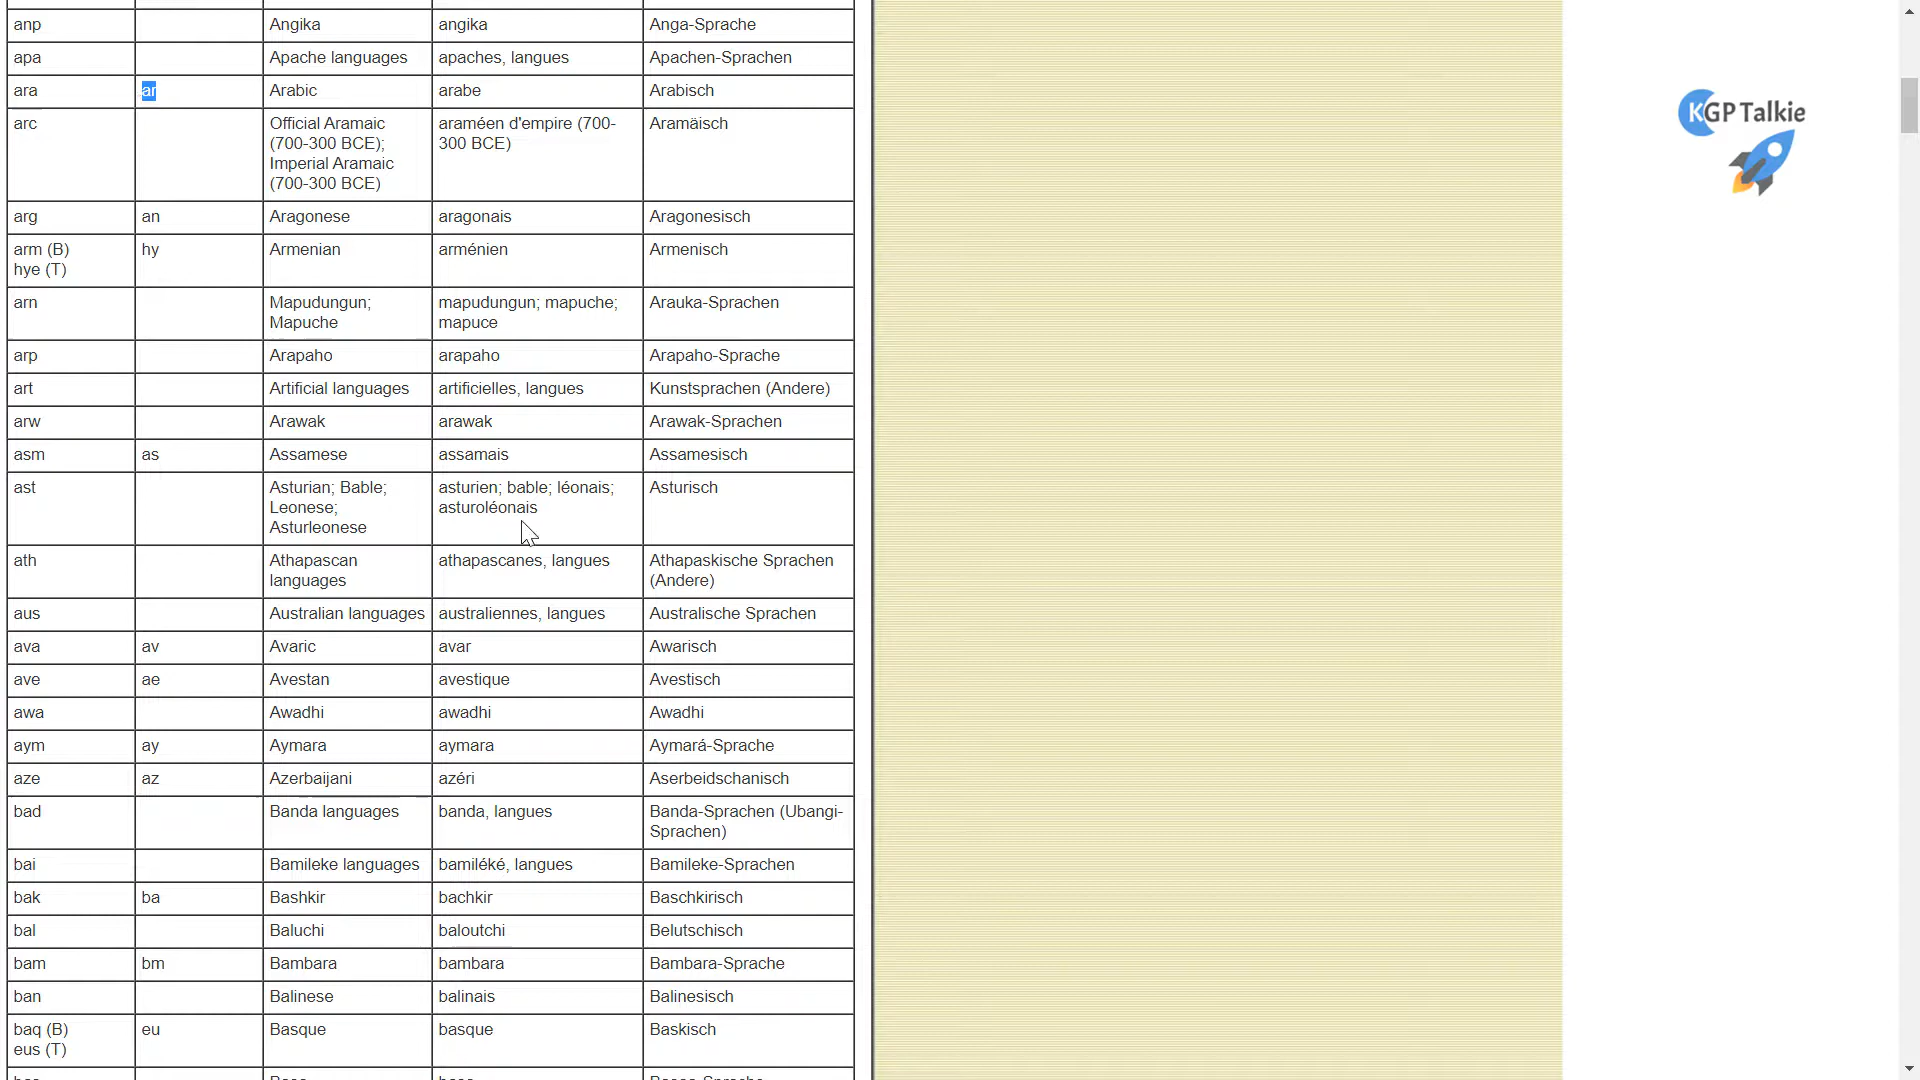 anp Angika angika Anga-Sprache
apa Apache languages apaches, langues Apachen-Sprachen
ara ar Arabic arabe Arabisch
arc Official Aramaic araméen d'empire (700- Aramäisch
(700-300 BCE); 300 BCE)
Imperial Aramaic
(700-300 BCE)
arg an Aragonese aragonais Aragonesisch
arm (B) hy Armenian arménien Armenisch
hye (T)
arn Mapudungun; mapudungun; mapuche; Arauka-Sprachen
Mapuche mapuce
arp Arapaho arapaho Arapaho-Sprache
art Artificial languages artificielles, langues Kunstsprachen (Andere)
arw Arawak arawak Arawak-Sprachen
asm as Assamese assamais Assamesisch
ast Asturian; Bable; asturien; bable; léonais; Asturisch
Leonese; asturoléonais
Asturleonese
ath Athapascan athapascanes, langues Athapaskische Sprachen
languages (Andere)
aus Australian languages australiennes, langues Australische Sprachen
ava av Avaric avar Awarisch
ave ae Avestan avestique Avestisch
awa Awadhi awadhi Awadhi
aym ay Aymara aymara Aymará-Sprache
aze az Azerbaijani azéri Aserbeidschanisch
bad Banda languages banda, langues Banda-Sprachen (Ubangi-
Sprachen)
bai Bamileke languages bamiléké, langues Bamileke-Sprachen
bak ba Bashkir bachkir Baschkirisch
bal Baluchi baloutchi Belutschisch
bam bm Bambara bambara Bambara-Sprache
ban Balinese balinais Balinesisch
baq (B) eu Basque basque Baskisch
eus (T)
KGP Talkie